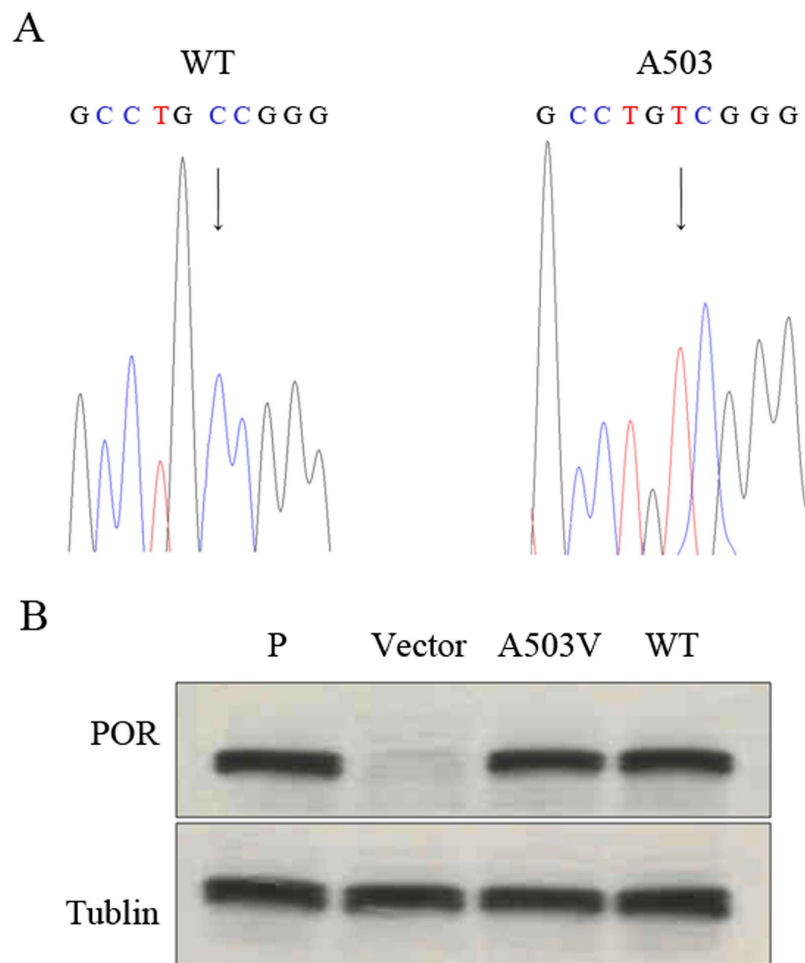 A
WT A503
GCCTGCCGGG GCCTGTCGGG
B
P Vector A503V WT
POR
Tublin